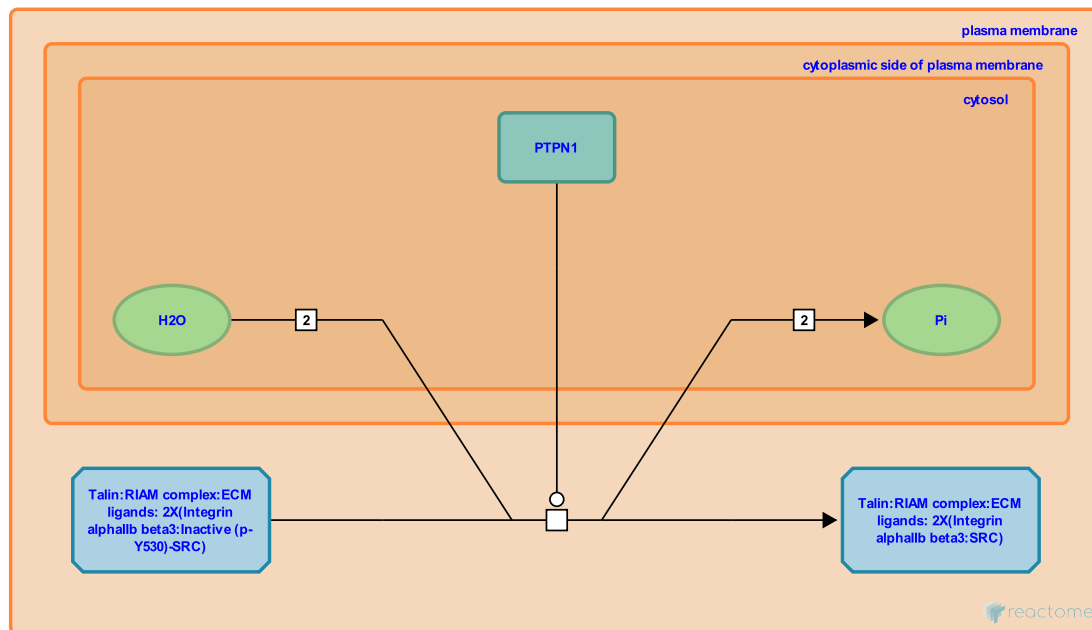 plasma membrane
cytoplasmic side of plasma membrane
cytosol
PTPN1
H2O
2
2
Pi
Talin:RIAM complex:ECM
ligands: 2X(Integrin
alphaIIb beta3:Inactive (p-
Y530)-SRC)
Talin:RIAM complex:ECM
ligands: 2X(Integrin
alphaIIb beta3:SRC)
reactome